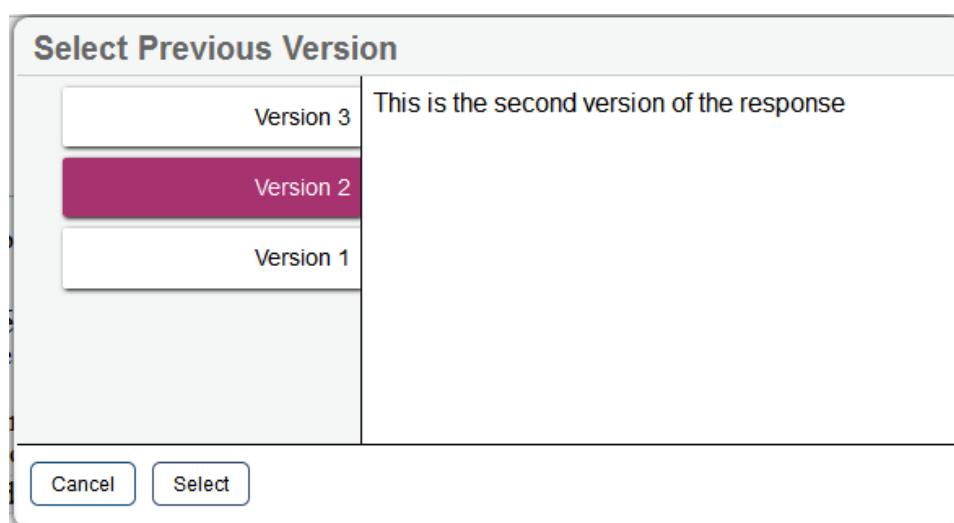 Select Previous Version
Version 3
This is the second version of the response
Version 2
Version 1
Cancel
Select